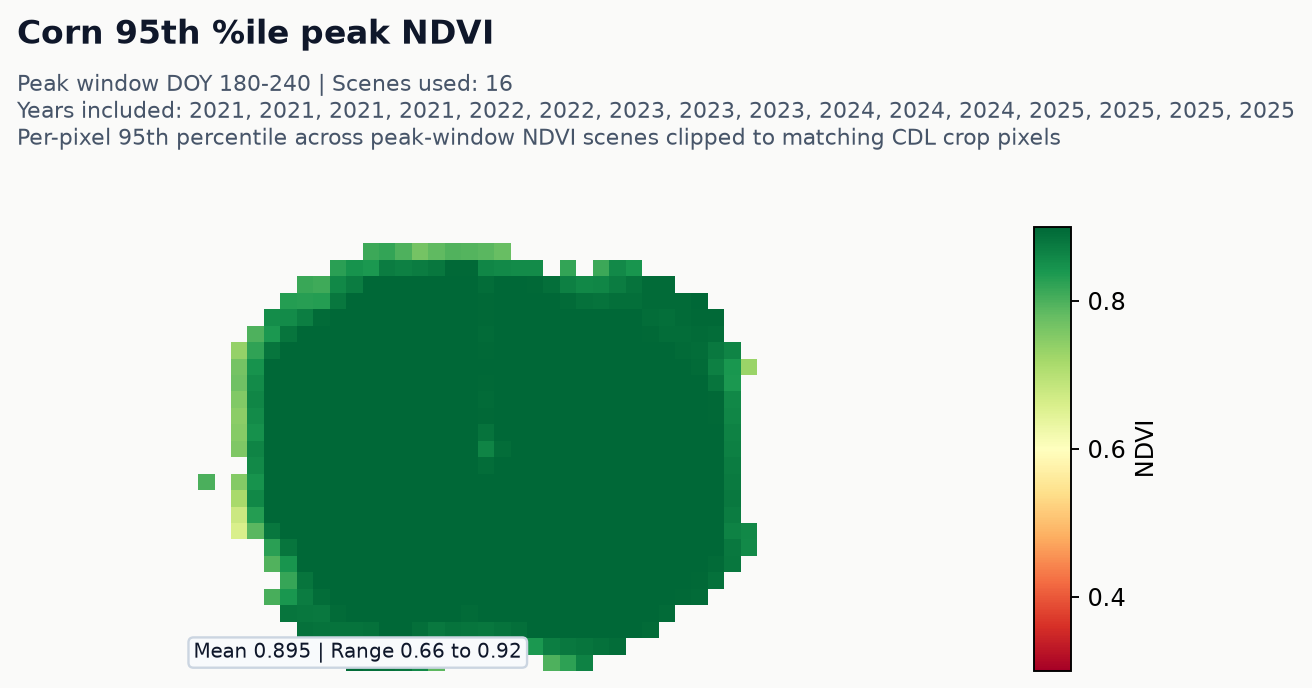 Corn 95th %ile peak NDVI
Peak window DOY 180-240 | Scenes used: 16
Years included: 2021, 2021, 2021, 2021, 2022, 2022, 2023, 2023, 2023, 2024, 2024, 2024, 2025, 2025, 2025, 2025
Per-pixel 95th percentile across peak-window NDVI scenes clipped to matching CDL crop pixels
0.8
0.6
NDVI
0.4
Mean 0.895 | Range 0.66 to 0.92